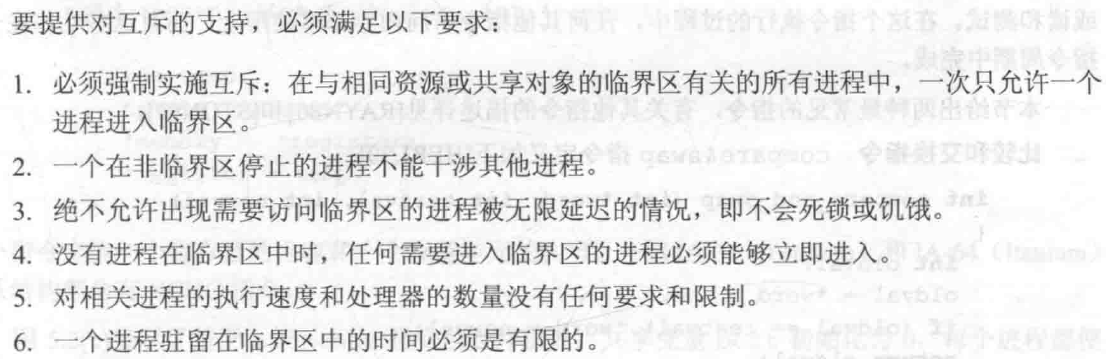 要提供对互斥的支持，必须满足以下要求：
1. 必须强制实施互斥：在与相同资源或共享对象的临界区有关的所有进程中，一次只允许一个
进程进入临界区。
2. 一个在非临界区停止的进程不能干涉其他进程。
3. 绝不允许出现需要访问临界区的进程被无限延迟的情况，即不会死锁或饥饿。
4. 没有进程在临界区中时，任何需要进入临界区的进程必须能够立即进入。
5. 对相关进程的执行速度和处理器的数量没有任何要求和限制。
6. 一个进程驻留在临界区中的时间必须是有限的。